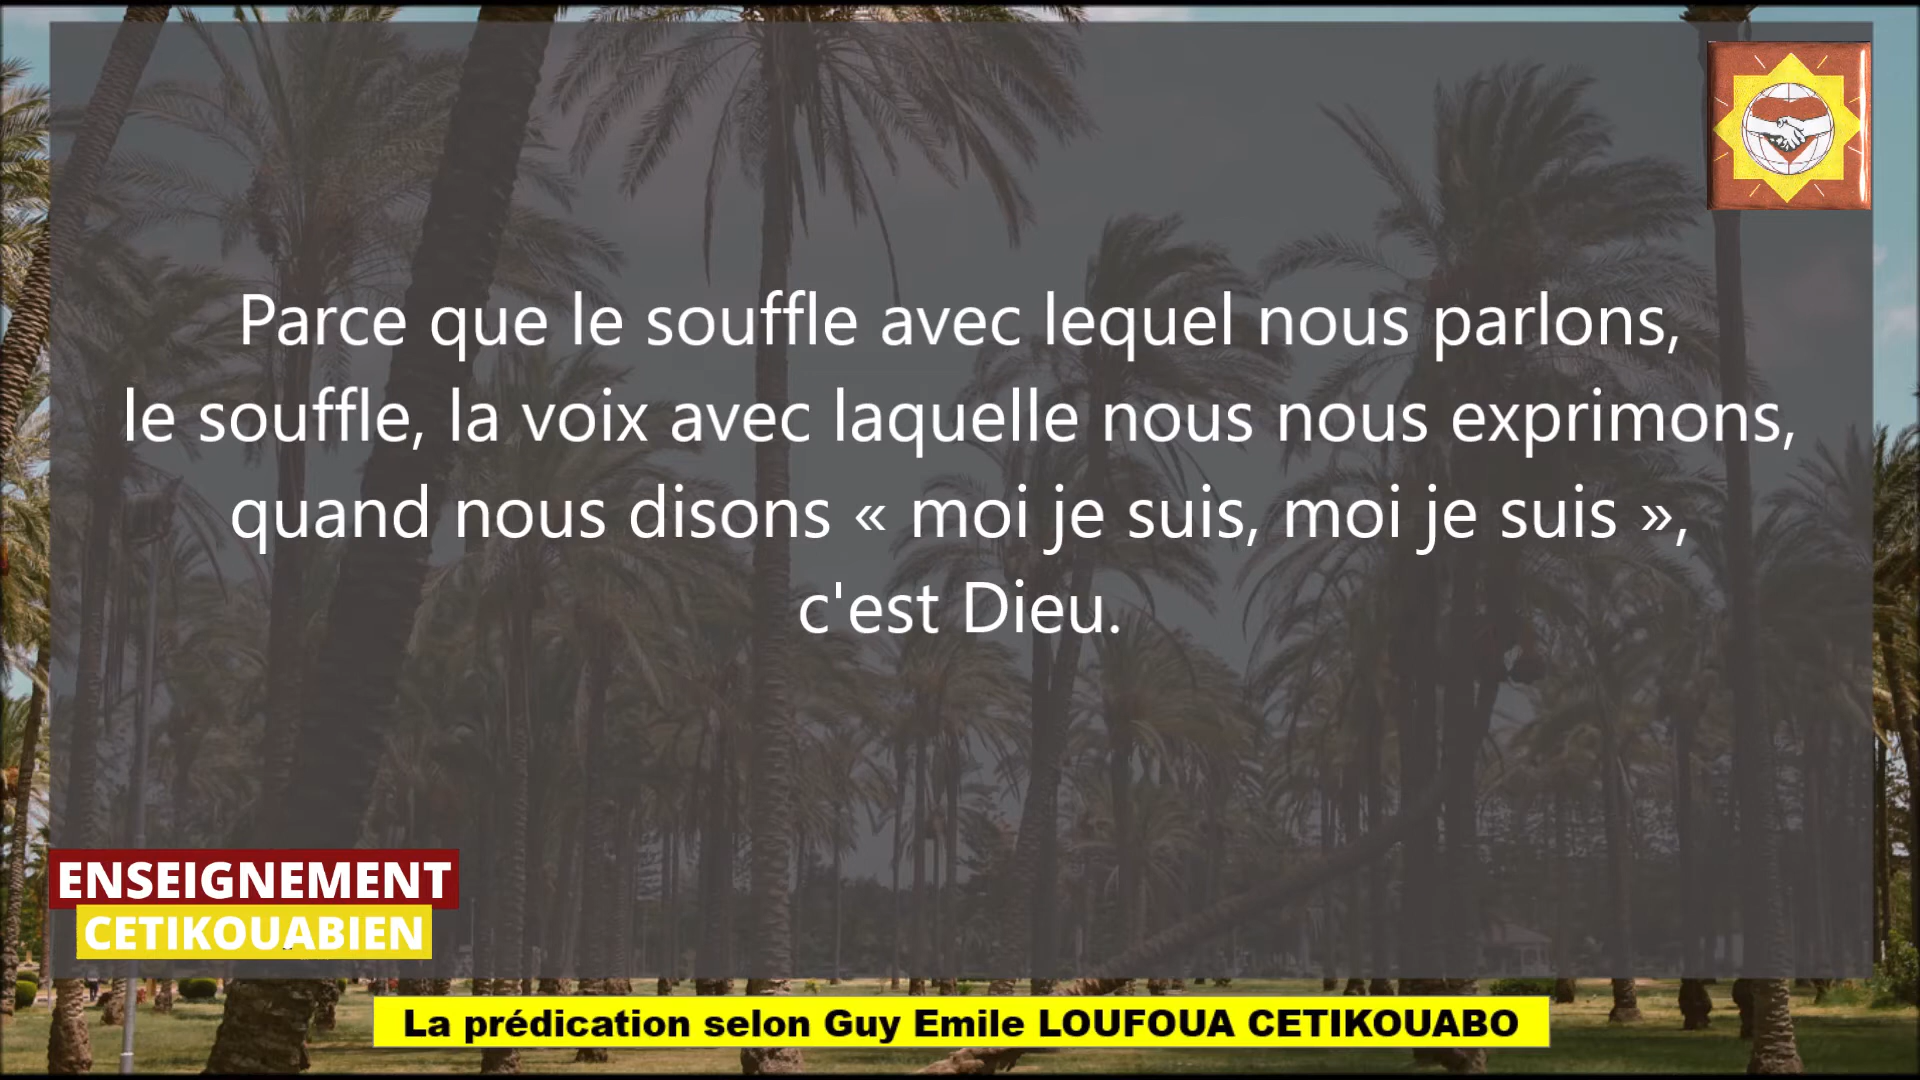 Parce que le souffle avec lequel nous parlons,
le souffle, la voix avec laquelle nous nous exprimons,
quand nous disons « moi je suis, moi je suis »,
c'est Dieu.
ENSEIGNEMENT
CETIKOUABIEN
La prédication selon Guy Emile LOUFOUA CETIKOUABO